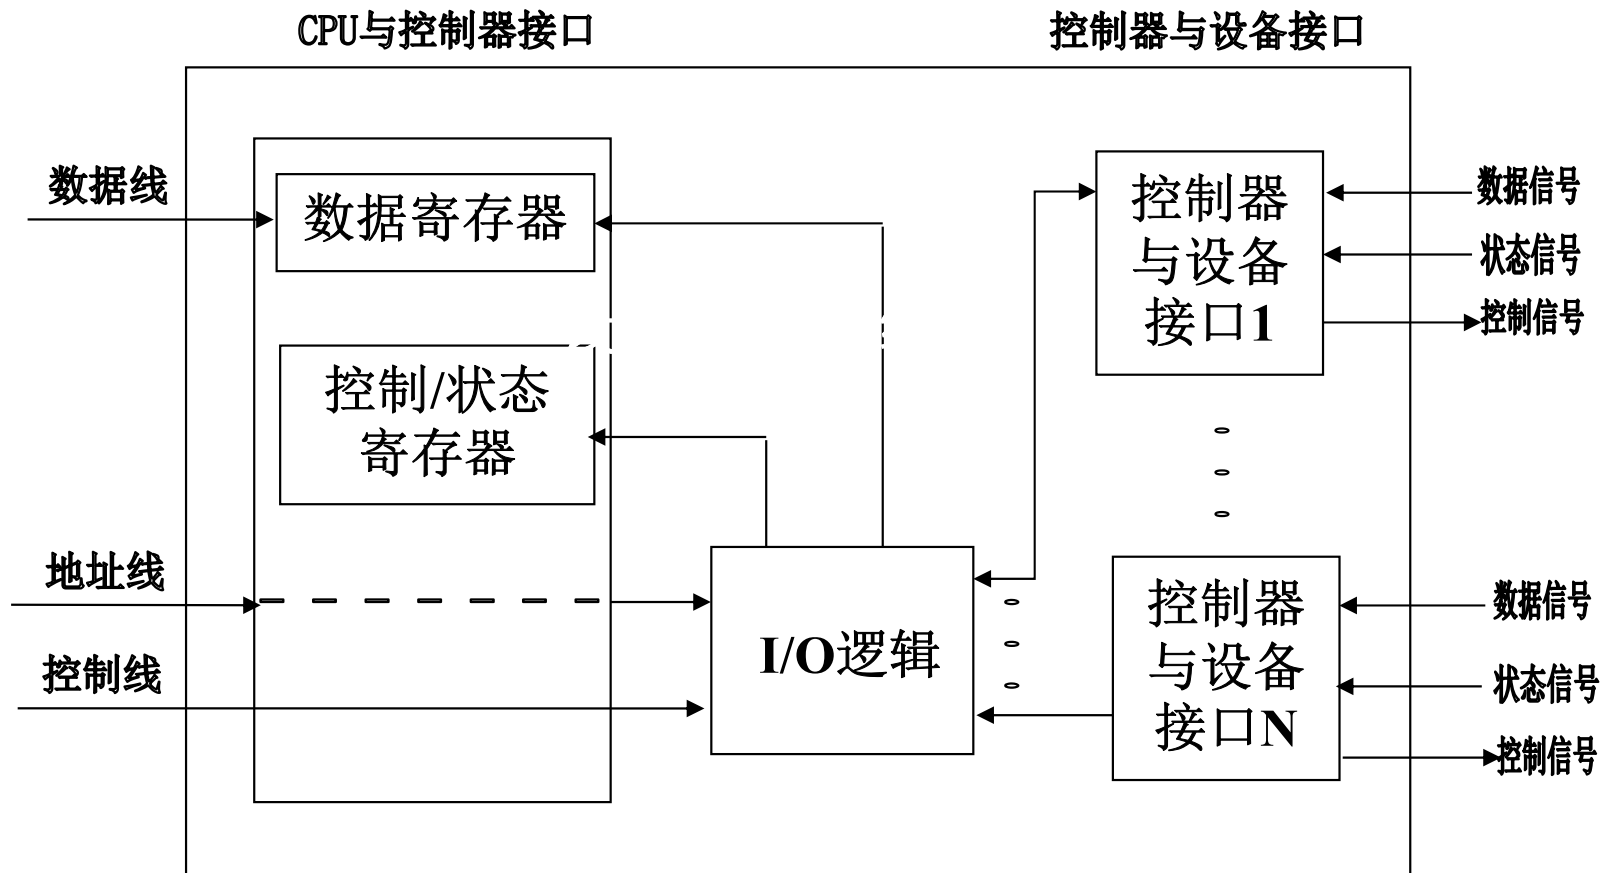 CPU与控制器接口
控制器与设备接口
数据线
数据寄存器
控制/状态
寄存器
地址线
控制线
I/O逻辑
控制器
与设备
接口1
数据信号
状态信号
控制信号
控制器
与设备
接口N
数据信号
状态信号
控制信号